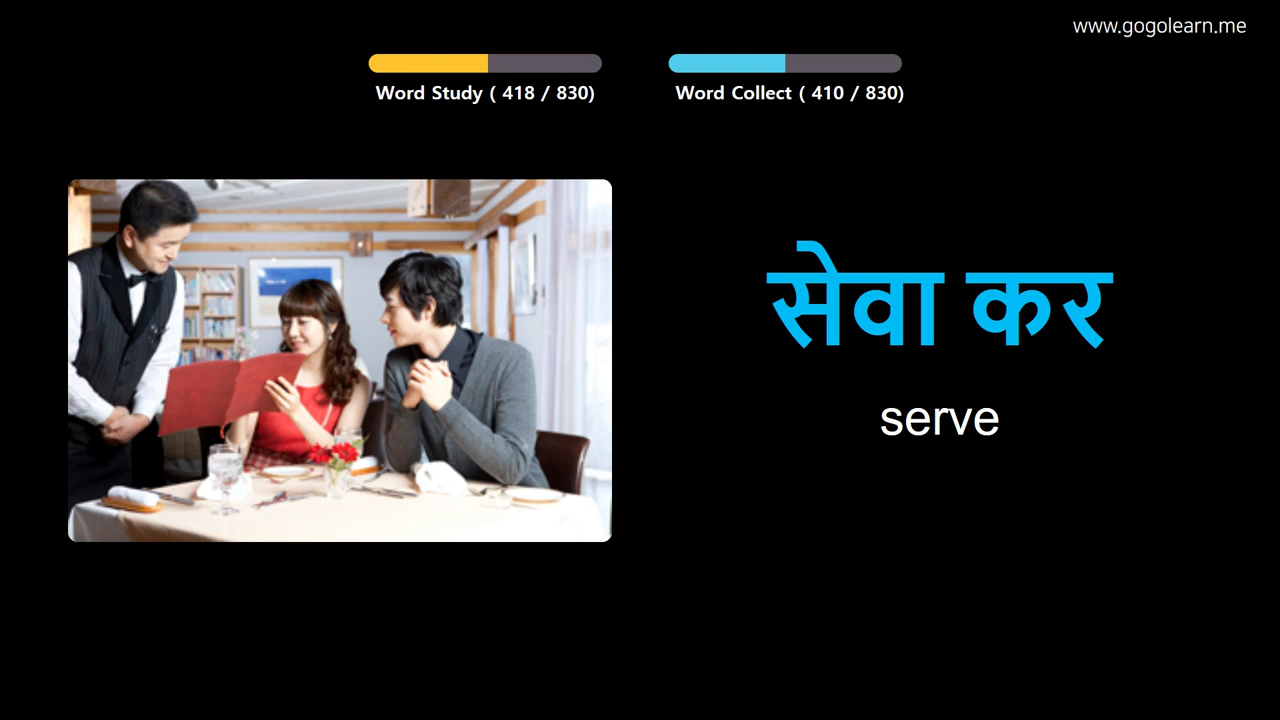 www.gogolearn.me
Word Study ( 418 / 830)
Word Collect ( 410 / 830)
सेवा कर
serve